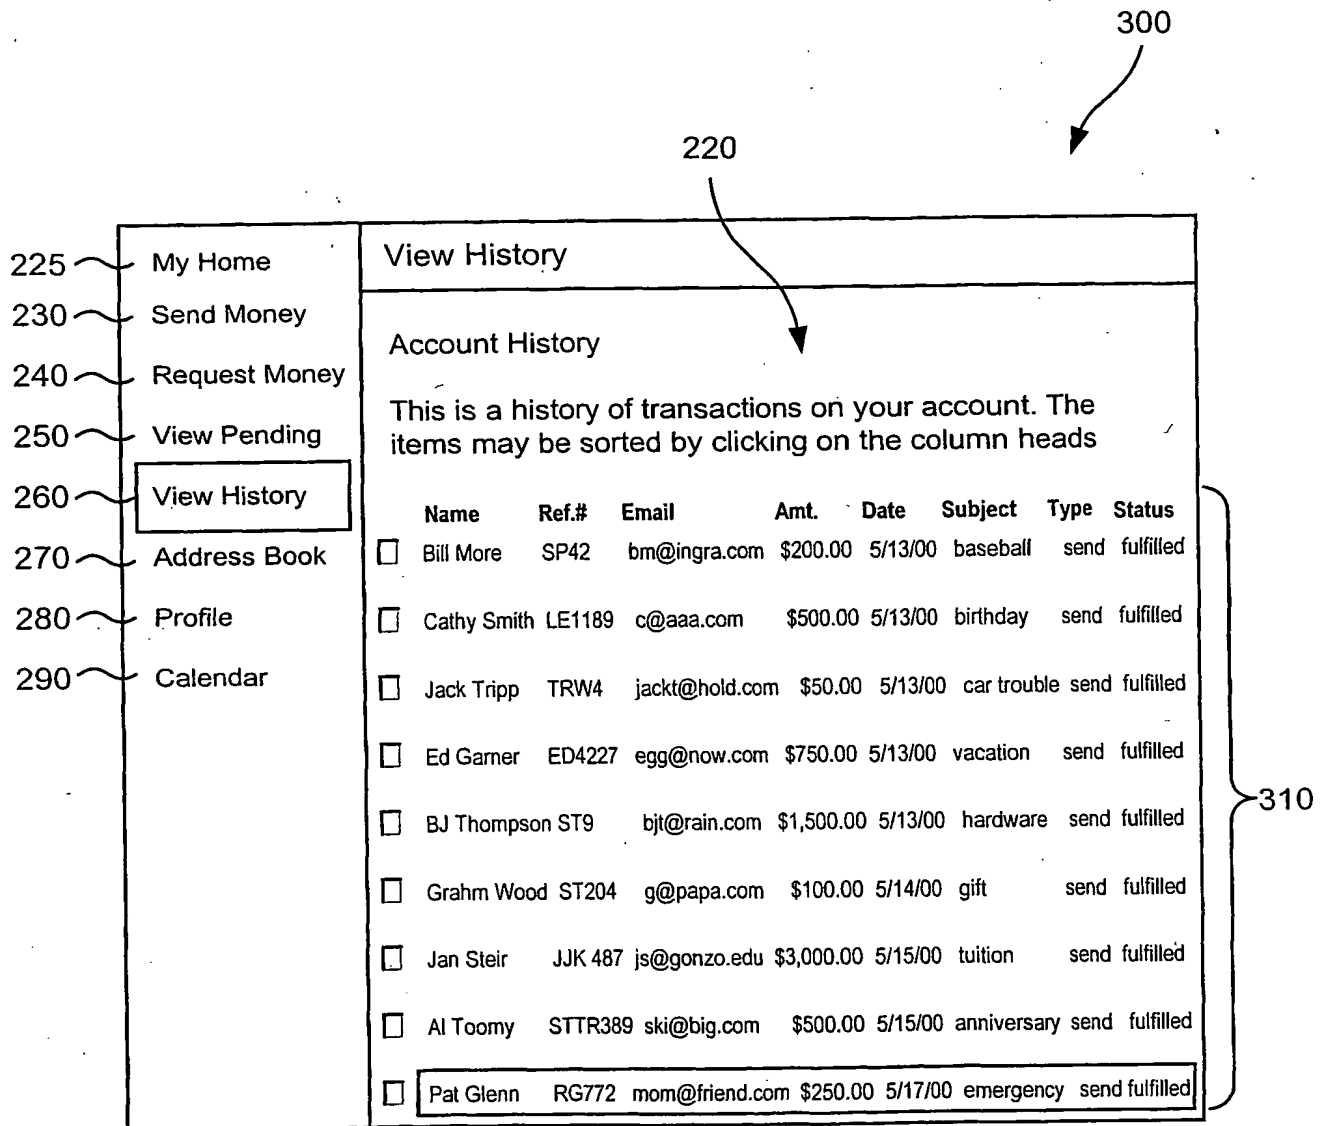 300
220
225 My Home
230 Send Money
240 Request Money
250 View Pending
260 View History
270 Address Book
280 Profile
290 Calendar
View History
Account History
This is a history of transactions on your account. The
items may be sorted by clicking on the column heads
Name Ref.# Email Amt. Date Subject Type Status
Bill More SP42 bm@ingra.com $200.00 5/13/00 baseball send fulfilled
Cathy Smith LE1189 c@aaa.com $500.00 5/13/00 birthday send fulfilled
Jack Tripp TRW4 jackt@hold.com $50.00 5/13/00 car trouble send fulfilled
Ed Garner ED4227 egg@now.com $750.00 5/13/00 vacation send fulfilled
BJ Thompson ST9 bjt@rain.com $1,500.00 5/13/00 hardware send fulfilled
Grahm Wood ST204 g@papa.com $100.00 5/14/00 gift send fulfilled
Jan Steir JJK 487 js@gonzo.edu $3,000.00 5/15/00 tuition send fulfilled
Al Toomy STTR389 ski@big.com $500.00 5/15/00 anniversary send fulfilled
Pat Glenn RG772 mom@friend.com $250.00 5/17/00 emergency send fulfilled
310